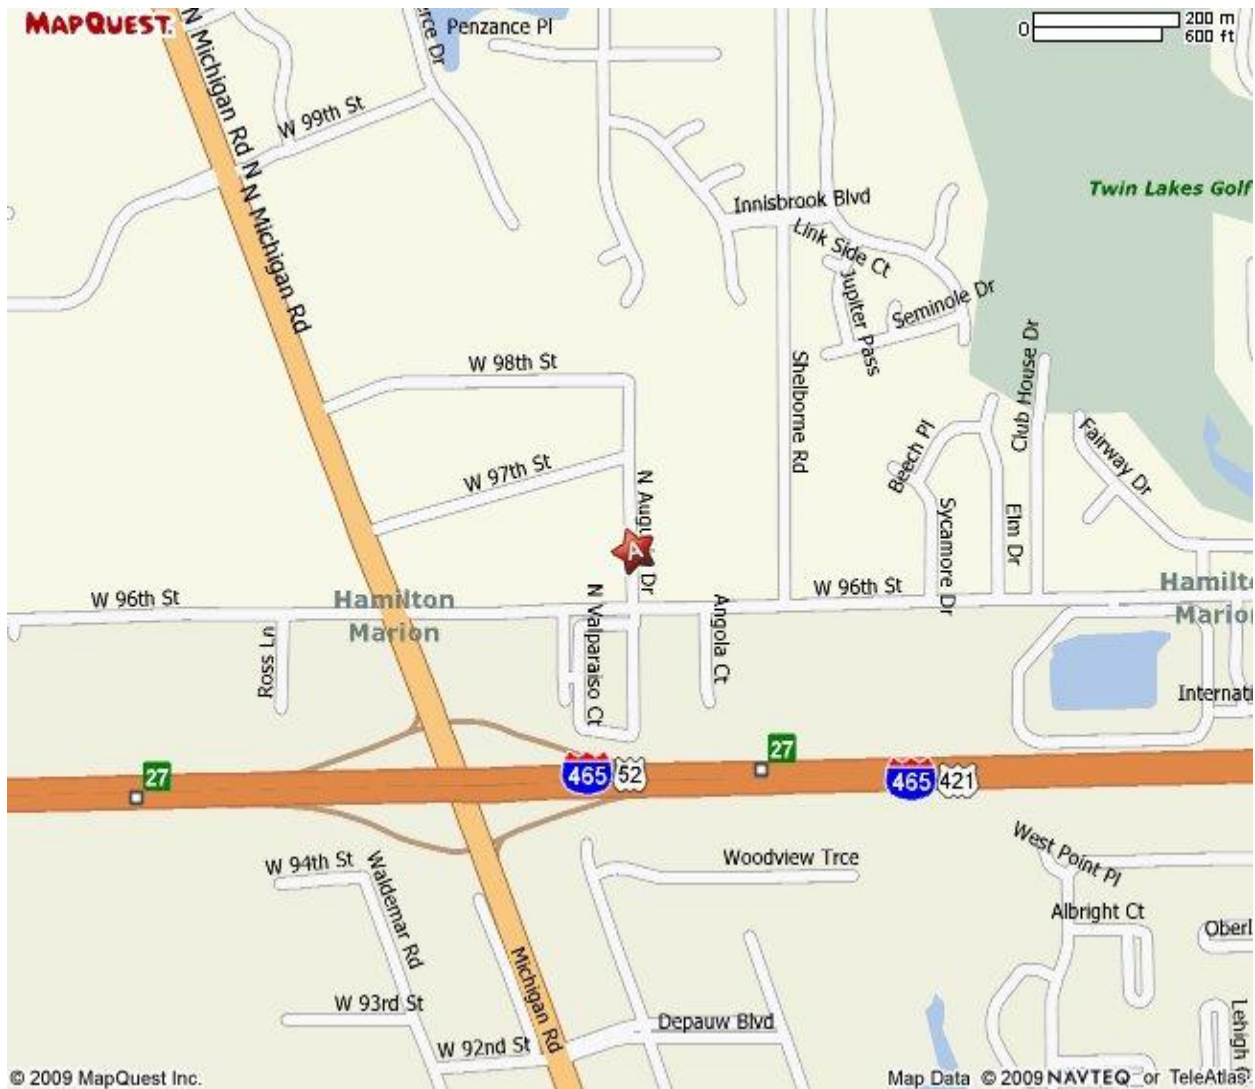 MAPQUEST.
0
200 m
600 ft
Penzance Pl
N Michigan Rd N
W 99th St
Twin Lakes Golf
Innisbrook Blvd
N Michigan Rd
Link Side Ct
Jupiter Pass
Seminole Dr
W 98th St
Shelborne Rd
Club House Dr
Beech Pl
Fairway Dr
W 97th St
A
Sycamore Dr
Elm Dr
W 96th St
Hamilton
Marion
N Valparaiso Ct
Angola Ct
W 96th St
Ross Ln
27
465
52
27
465
421
W 94th St
Waldemar Rd
Woodview Trce
West Point Pl
Albright Ct
W 93rd St
Michigan Rd
Depauw Blvd
W 92nd St
© 2009 MapQuest Inc.
Map Data © 2009 NAVTEQ or TeleAtlas